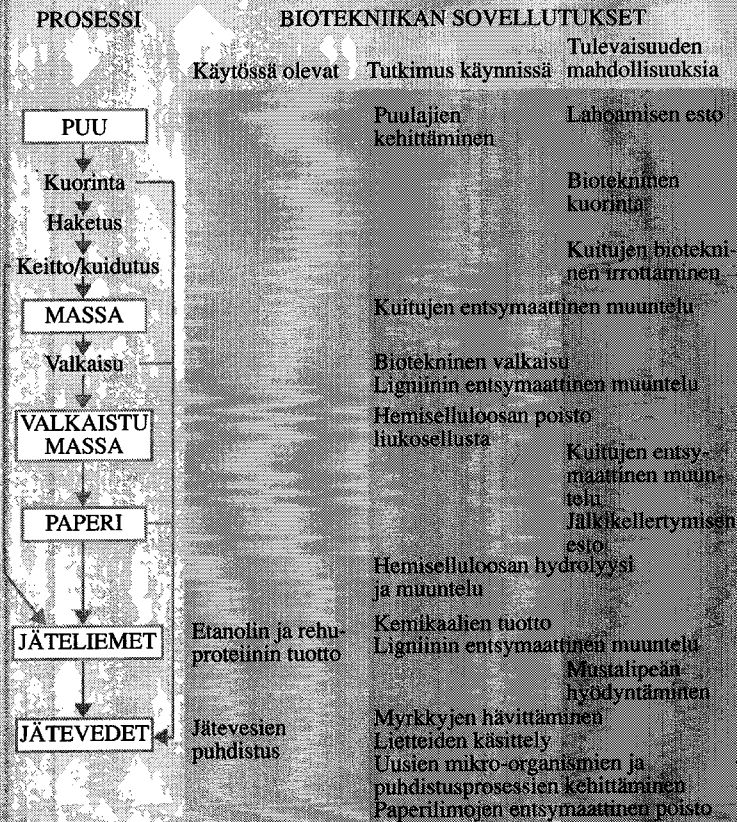 PROSESSI
BIOTEKNIIKAN SOVELLUTUKSET
Käytössä olevat
Tutkimus käynnissä
Tulevaisuuden
mahdollisuuksia
PUU
Puulajien
kehittäminen
Lahoamisen esto
Kuorinta
Biotekninen
kuorinta
Haketus
Keitto/kuidutus
Kuitujen biotekni-
nen irrottaminen
MASSA
Kuitujen entsymaattinen muuntelu
Valkaisu
Biotekninen valkaisu
Ligniinin entsymaattinen muuntelu
VALKAISTU
MASSA
Hemiselluloosan poisto
liukosellusta
Kuitujen entsy-
maattinen muun-
telu
PAPERI
Jälkikellertymisen
esto
Hemiselluloosan hydrolyysi
ja muuntelu
JÄTELIEMET
Etanolin ja rehu-
proteiinin tuotto
Kemikaalien tuotto
Ligniinin entsymaattinen muuntelu
Mustalipeän
hyödyntäminen
JÄTEVEDET
Jätevesien
puhdistus
Myrkkyjen hävittäminen
Lietteiden käsittely
Uusien mikro-organismien ja
puhdistusprosessien kehittäminen
Paperilimojen entsymaattinen poisto